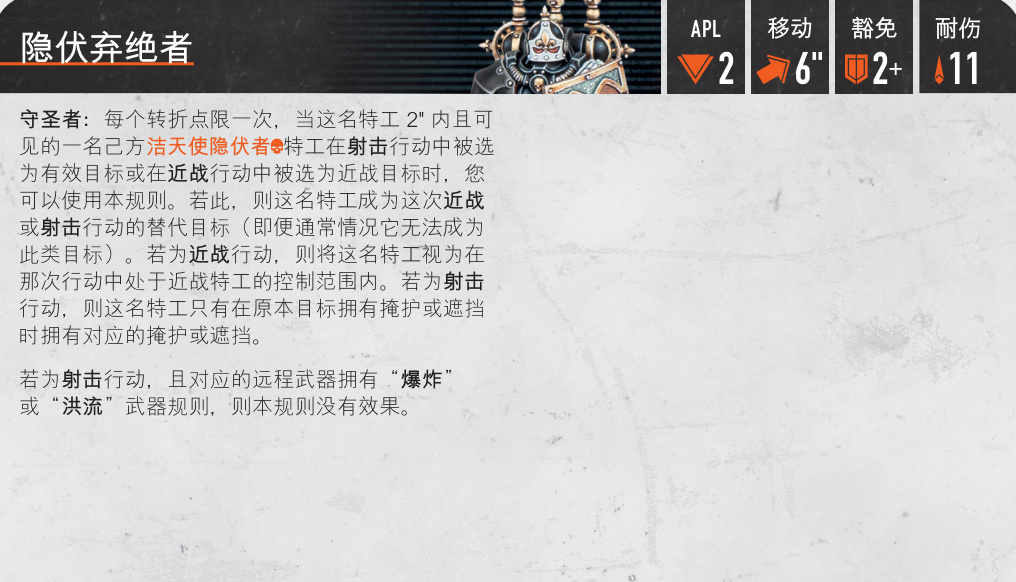 隐伏弃绝者
APL
2
移动
6"
豁免
2+
耐伤
11
守圣者：每个转折点限一次，当这名特工 2" 内且可
见的一名己方洁天使隐伏者特工在射击行动中被选
为有效目标或在近战行动中被选为近战目标时，您
可以使用本规则。若此，则这名特工成为这次近战
或射击行动的替代目标（即便通常情况它无法成为
此类目标）。若为近战行动，则将这名特工视为在
那次行动中处于近战特工的控制范围内。若为射击
行动，则这名特工只有在原本目标拥有掩护或遮挡
时拥有对应的掩护或遮挡。
若为射击行动，且对应的远程武器拥有“爆炸”
或“洪流”武器规则，则本规则没有效果。